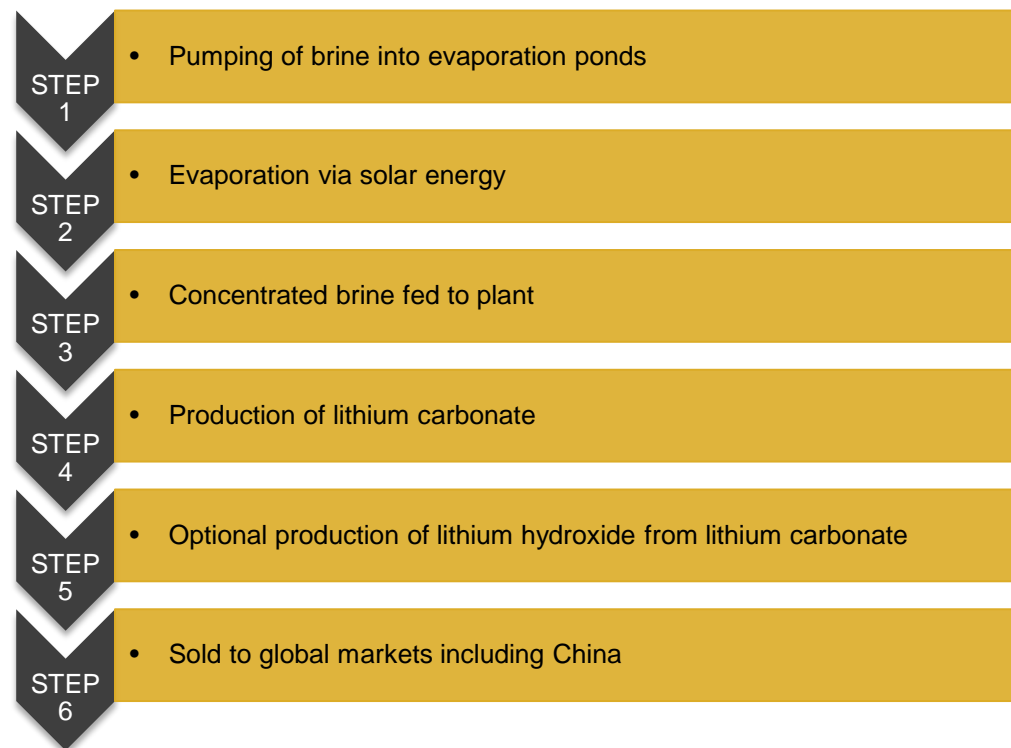 STEP
1
• Pumping of brine into evaporation ponds
STEP
2
• Evaporation via solar energy
STEP
3
• Concentrated brine fed to plant
STEP
4
• Production of lithium carbonate
STEP
5
• Optional production of lithium hydroxide from lithium carbonate
STEP
6
• Sold to global markets including China